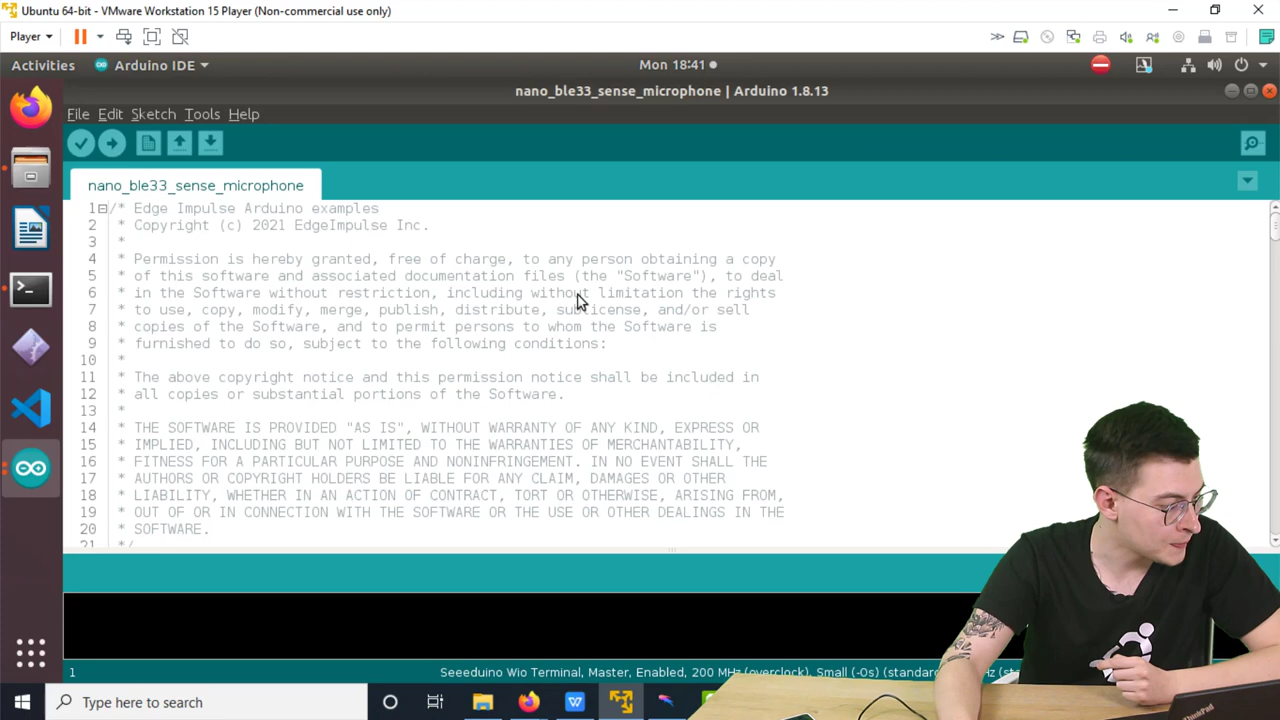 Ubuntu 64-bit - VMware Workstation 15 Player (Non-commercial use only)
Player
Activities
Arduino IDE
Mon 18:41
nano_ble33_sense_microphone | Arduino 1.8.13
File Edit Sketch Tools Help
nano_ble33_sense_microphone
1 /* Edge Impulse Arduino examples
2 * Copyright (c) 2021 EdgeImpulse Inc.
3 *
4 * Permission is hereby granted, free of charge, to any person obtaining a copy
5 * of this software and associated documentation files (the "Software"), to deal
6 * in the Software without restriction, including without limitation the rights
7 * to use, copy, modify, merge, publish, distribute, sublicense, and/or sell
8 * copies of the Software, and to permit persons to whom the Software is
9 * furnished to do so, subject to the following conditions:
10 *
11 * The above copyright notice and this permission notice shall be included in
12 * all copies or substantial portions of the Software.
13 *
14 * THE SOFTWARE IS PROVIDED "AS IS", WITHOUT WARRANTY OF ANY KIND, EXPRESS OR
15 * IMPLIED, INCLUDING BUT NOT LIMITED TO THE WARRANTIES OF MERCHANTABILITY,
16 * FITNESS FOR A PARTICULAR PURPOSE AND NONINFRINGEMENT. IN NO EVENT SHALL THE
17 * AUTHORS OR COPYRIGHT HOLDERS BE LIABLE FOR ANY CLAIM, DAMAGES OR OTHER
18 * LIABILITY, WHETHER IN AN ACTION OF CONTRACT, TORT OR OTHERWISE, ARISING FROM,
19 * OUT OF OR IN CONNECTION WITH THE SOFTWARE OR THE USE OR OTHER DEALINGS IN THE
20 * SOFTWARE.
21 */
1
Seeeduino Wio Terminal, Master, Enabled, 200 MHz (overclock), Small (-Os) (standar
Type here to search
ThinkPad